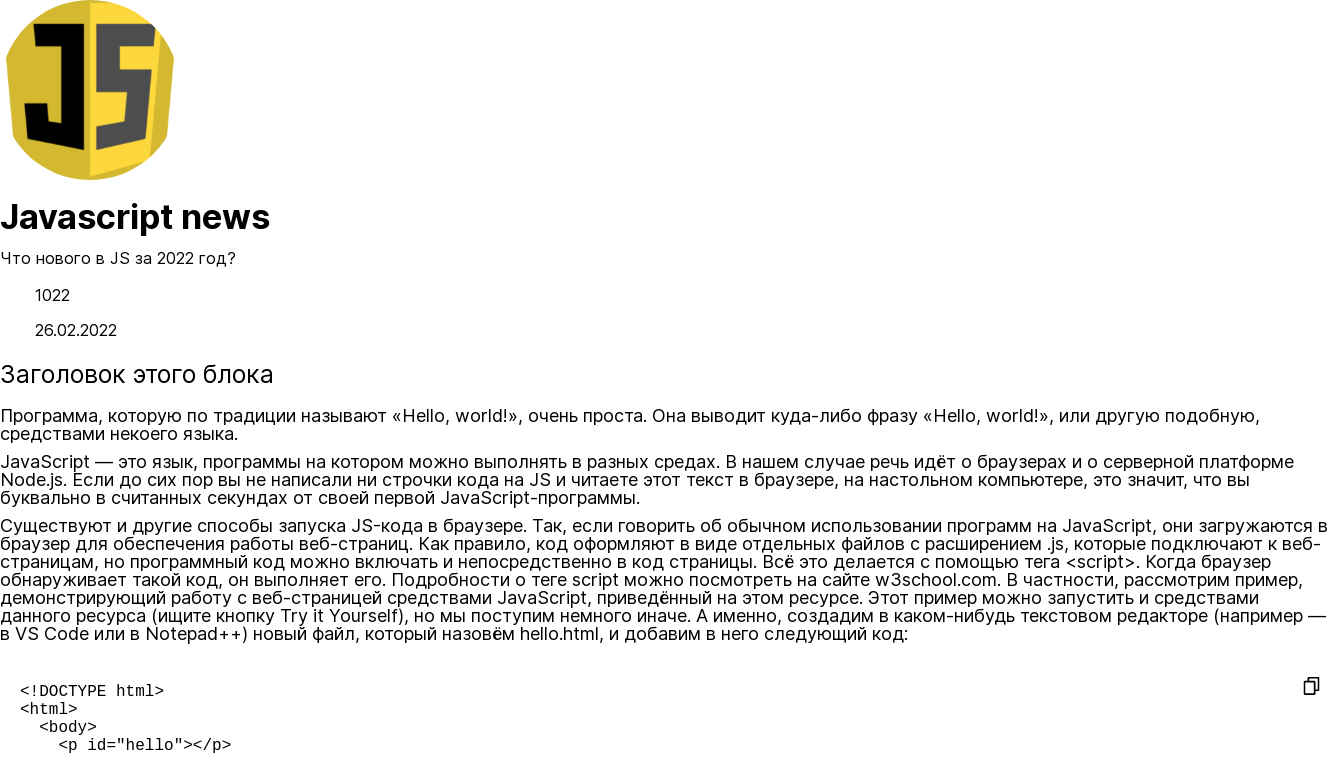 JS
Javascript news
Что нового в JS за 2022 год?
1022
26.02.2022
Заголовок этого блока
Программа, которую по традиции называют «Hello, world!», очень проста. Она выводит куда-либо фразу «Hello, world!», или другую подобную,
средствами некоего языка.
JavaScript — это язык, программы на котором можно выполнять в разных средах. В нашем случае речь идёт о браузерах и о серверной платформе
Node.js. Если до сих пор вы не написали ни строчки кода на JS и читаете этот текст в браузере, на настольном компьютере, это значит, что вы
буквально в считанных секундах от своей первой JavaScript-программы.
Существуют и другие способы запуска JS-кода в браузере. Так, если говорить об обычном использовании программ на JavaScript, они загружаются в
браузер для обеспечения работы веб-страниц. Как правило, код оформляют в виде отдельных файлов с расширением .js, которые подключают к веб-
страницам, но программный код можно включать и непосредственно в код страницы. Всё это делается с помощью тега <script>. Когда браузер
обнаруживает такой код, он выполняет его. Подробности о теге script можно посмотреть на сайте w3school.com. В частности, рассмотрим пример,
демонстрирующий работу с веб-страницей средствами JavaScript, приведённый на этом ресурсе. Этот пример можно запустить и средствами
данного ресурса (ищите кнопку Try it Yourself), но мы поступим немного иначе. А именно, создадим в каком-нибудь текстовом редакторе (например —
в VS Code или в Notepad++) новый файл, который назовём hello.html, и добавим в него следующий код:
<!DOCTYPE html>
<html>
  <body>
    <p id="hello"></p>